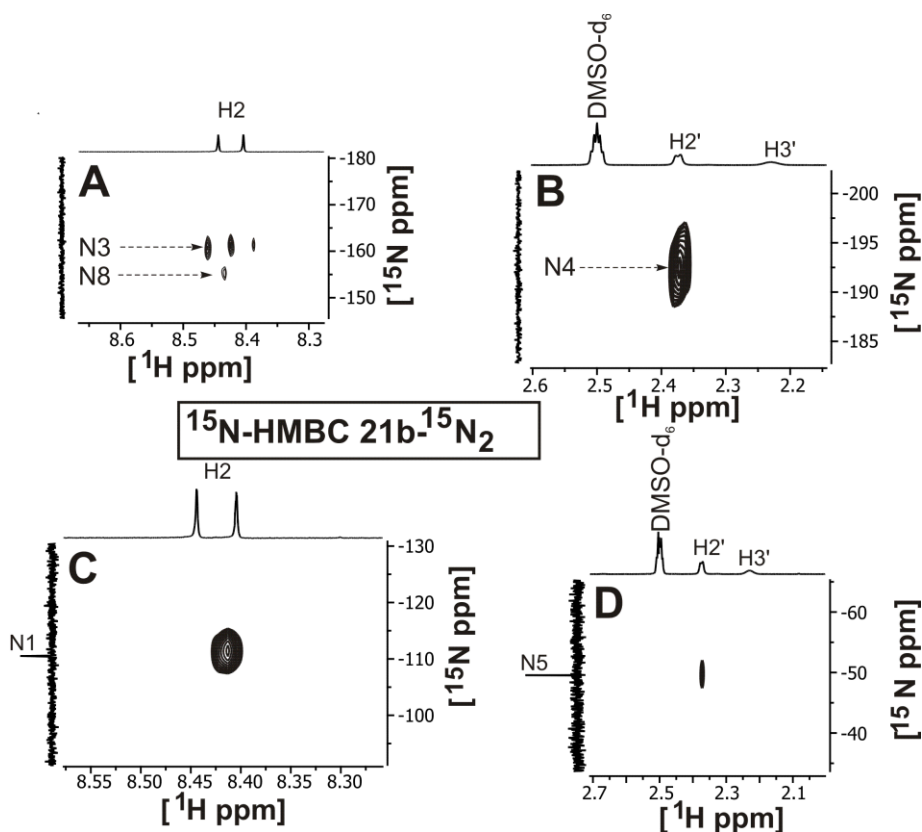 H2
A
N3
N8
-180
-170
-160
-150
[¹⁵N ppm]
8.6 8.5 8.4 8.3
[¹H ppm]
DMSO-d₆
H2' H3'
B
N4
-200
-195
-190
-185
[¹⁵N ppm]
2.6 2.5 2.4 2.3 2.2
[¹H ppm]
¹⁵N-HMBC 21b-¹⁵N₂
H2
C
N1
-130
-120
-110
-100
[¹⁵N ppm]
8.55 8.50 8.45 8.40 8.35 8.30
[¹H ppm]
DMSO-d₆
H2' H3'
D
N5
-60
-50
-40
[¹⁵N ppm]
2.7 2.5 2.3 2.1
[¹H ppm]